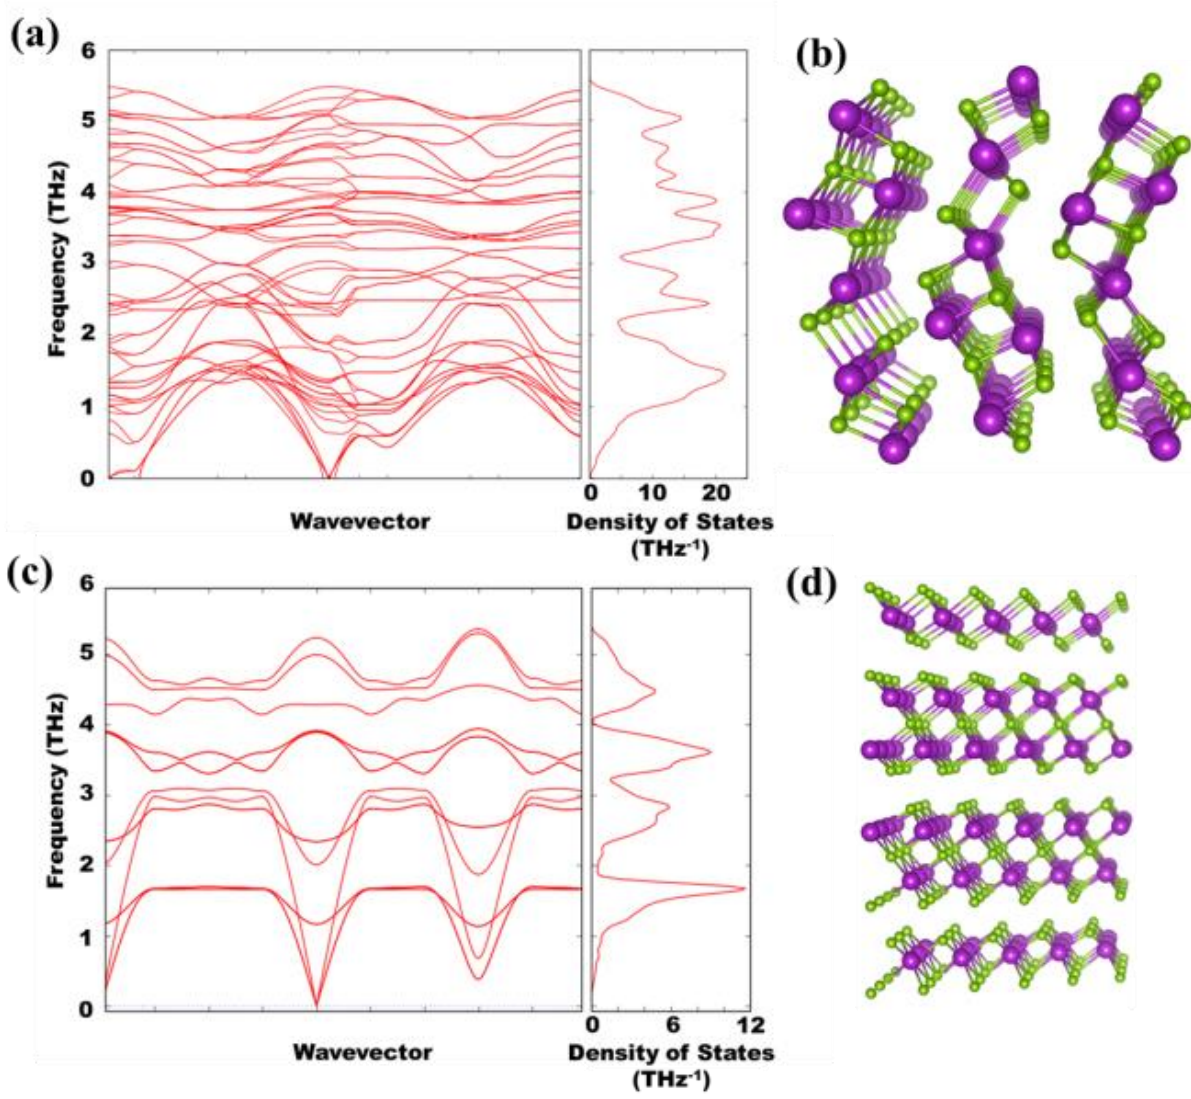 (a)
6
5
4
3
2
1
0
Frequency (THz)
Wavevector
0 10 20
Density of States
(THz⁻¹)
(b)
(c)
6
5
4
3
2
1
0
Frequency (THz)
Wavevector
0 6 12
Density of States
(THz⁻¹)
(d)